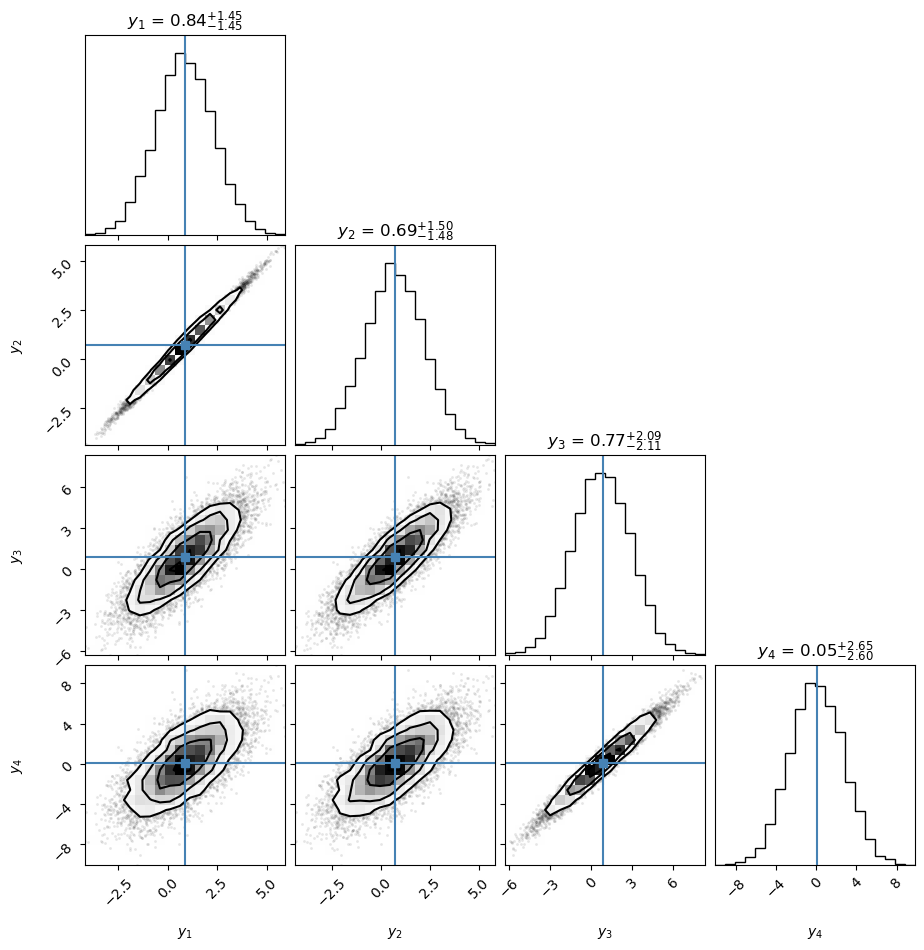 y₁ = 0.84+1.45−1.45
y₂ = 0.69+1.50−1.48
5.0
2.5
0.0
−2.5
y₂
y₃ = 0.77+2.09−2.11
6
3
0
−3
−6
y₃
y₄ = 0.05+2.65−2.60
8
4
0
−4
−8
y₄
−2.5 0.0 2.5 5.0 −2.5 0.0 2.5 5.0 −6 −3 0 3 6 −8 −4 0 4 8
y₁ y₂ y₃ y₄